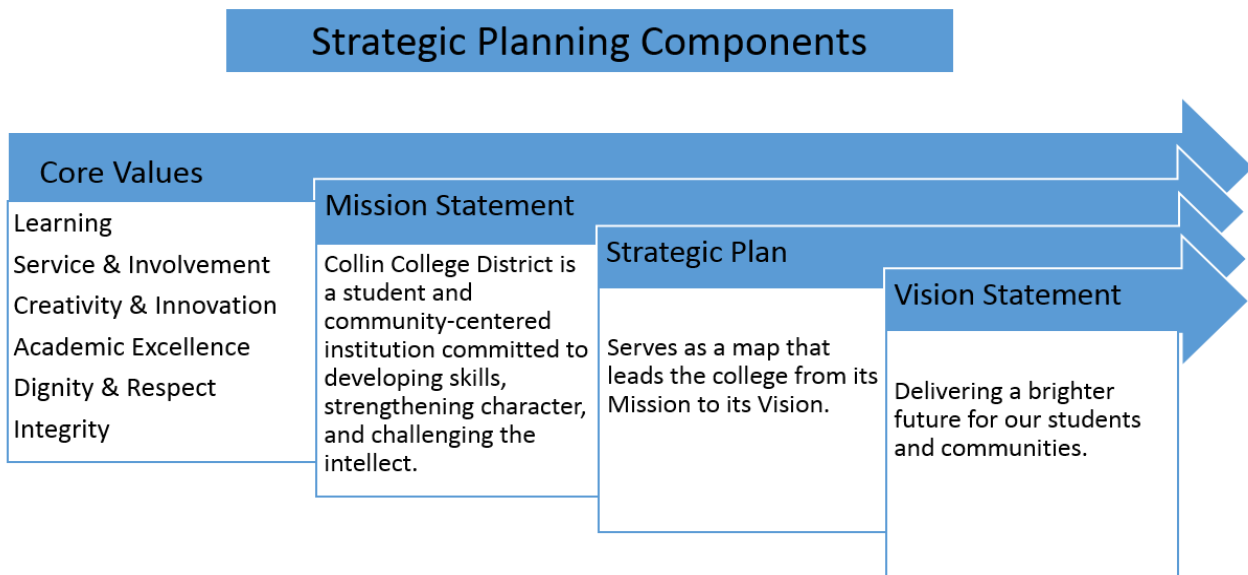 Strategic Planning Components
Core Values
Learning
Service & Involvement
Creativity & Innovation
Academic Excellence
Dignity & Respect
Integrity
Mission Statement
Collin College District is
a student and
community-centered
institution committed to
developing skills,
strengthening character,
and challenging the
intellect.
Strategic Plan
Serves as a map that
leads the college from its
Mission to its Vision.
Vision Statement
Delivering a brighter
future for our students
and communities.